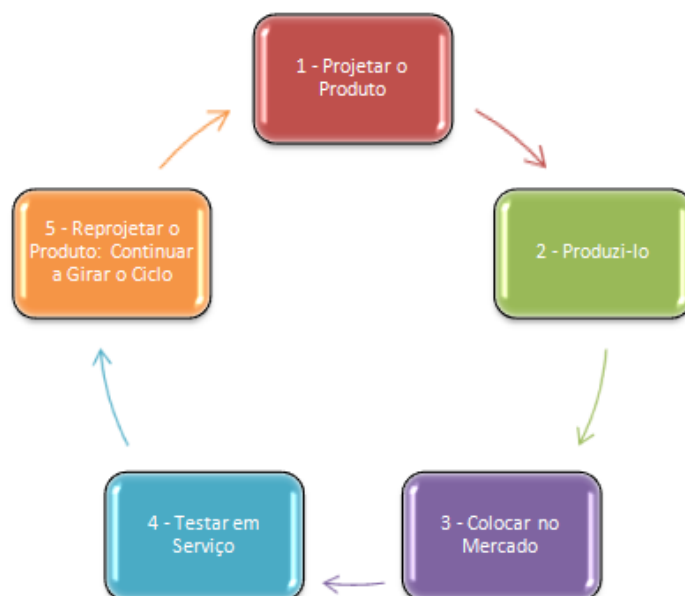 1 - Projetar o
Produto
2 - Produzi-lo
3 - Colocar no
Mercado
4 - Testar em
Serviço
5 - Reprojetar o
Produto: Continuar
a Girar o Ciclo